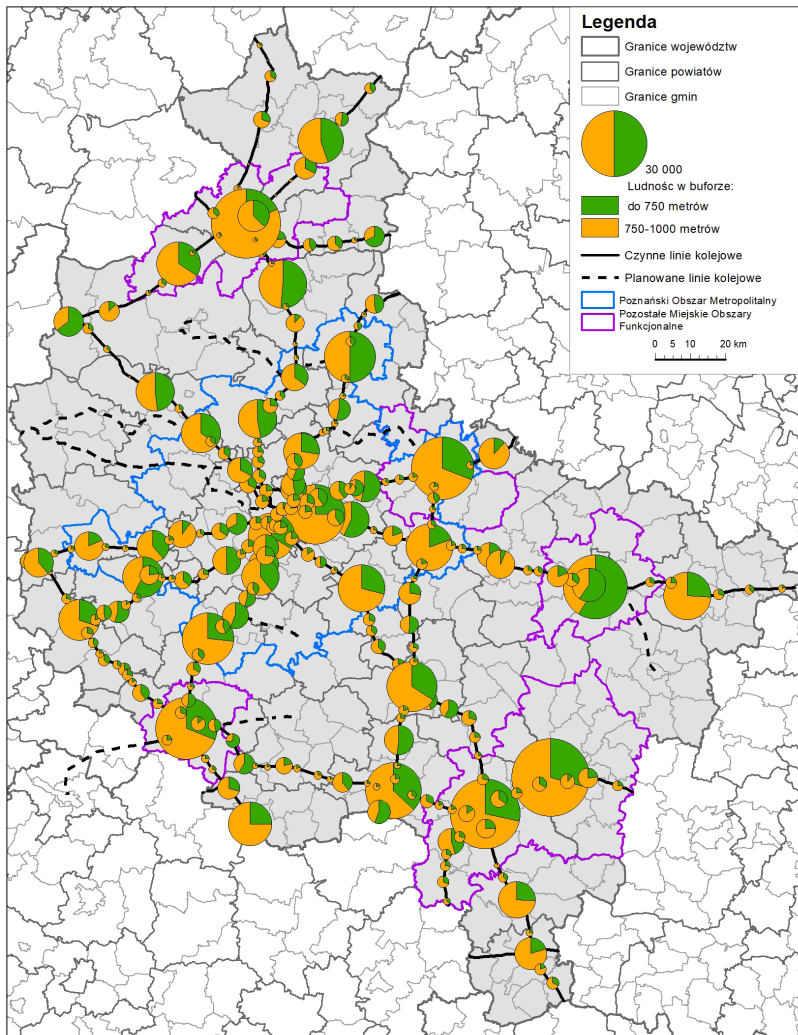 Legenda
Granice województw
Granice powiatów
Granice gmin
30 000
Ludnośc w buforze:
do 750 metrów
750-1000 metrów
Czynne linie kolejowe
Planowane linie kolejowe
Poznański Obszar Metropolitalny
Pozostałe Miejskie Obszary
Funkcjonalne
0 5 10 20 km